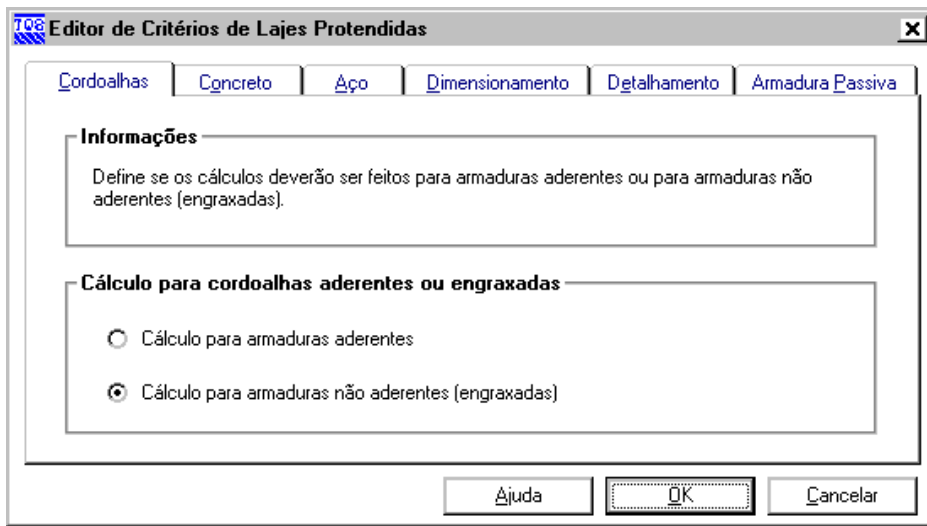 TQS Editor de Critérios de Lajes Protendidas
Cordoalhas Concreto Aço Dimensionamento Detalhamento Armadura Passiva
Informações
Define se os cálculos deverão ser feitos para armaduras aderentes ou para armaduras não
aderentes (engraxadas).
Cálculo para cordoalhas aderentes ou engraxadas
Cálculo para armaduras aderentes
Cálculo para armaduras não aderentes (engraxadas)
Ajuda OK Cancelar